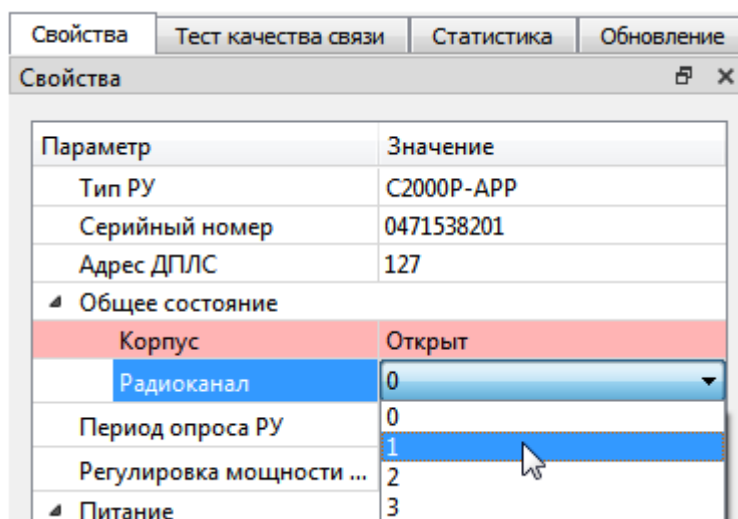 Свойства Тест качества связи Статистика Обновление
Свойства
Параметр Значение
Тип РУ С2000Р-АРР
Серийный номер 0471538201
Адрес ДПЛС 127
Общее состояние
Корпус Открыт
Радиоканал 0
0
Период опроса РУ
1
Регулировка мощности ... 2
Питание 3